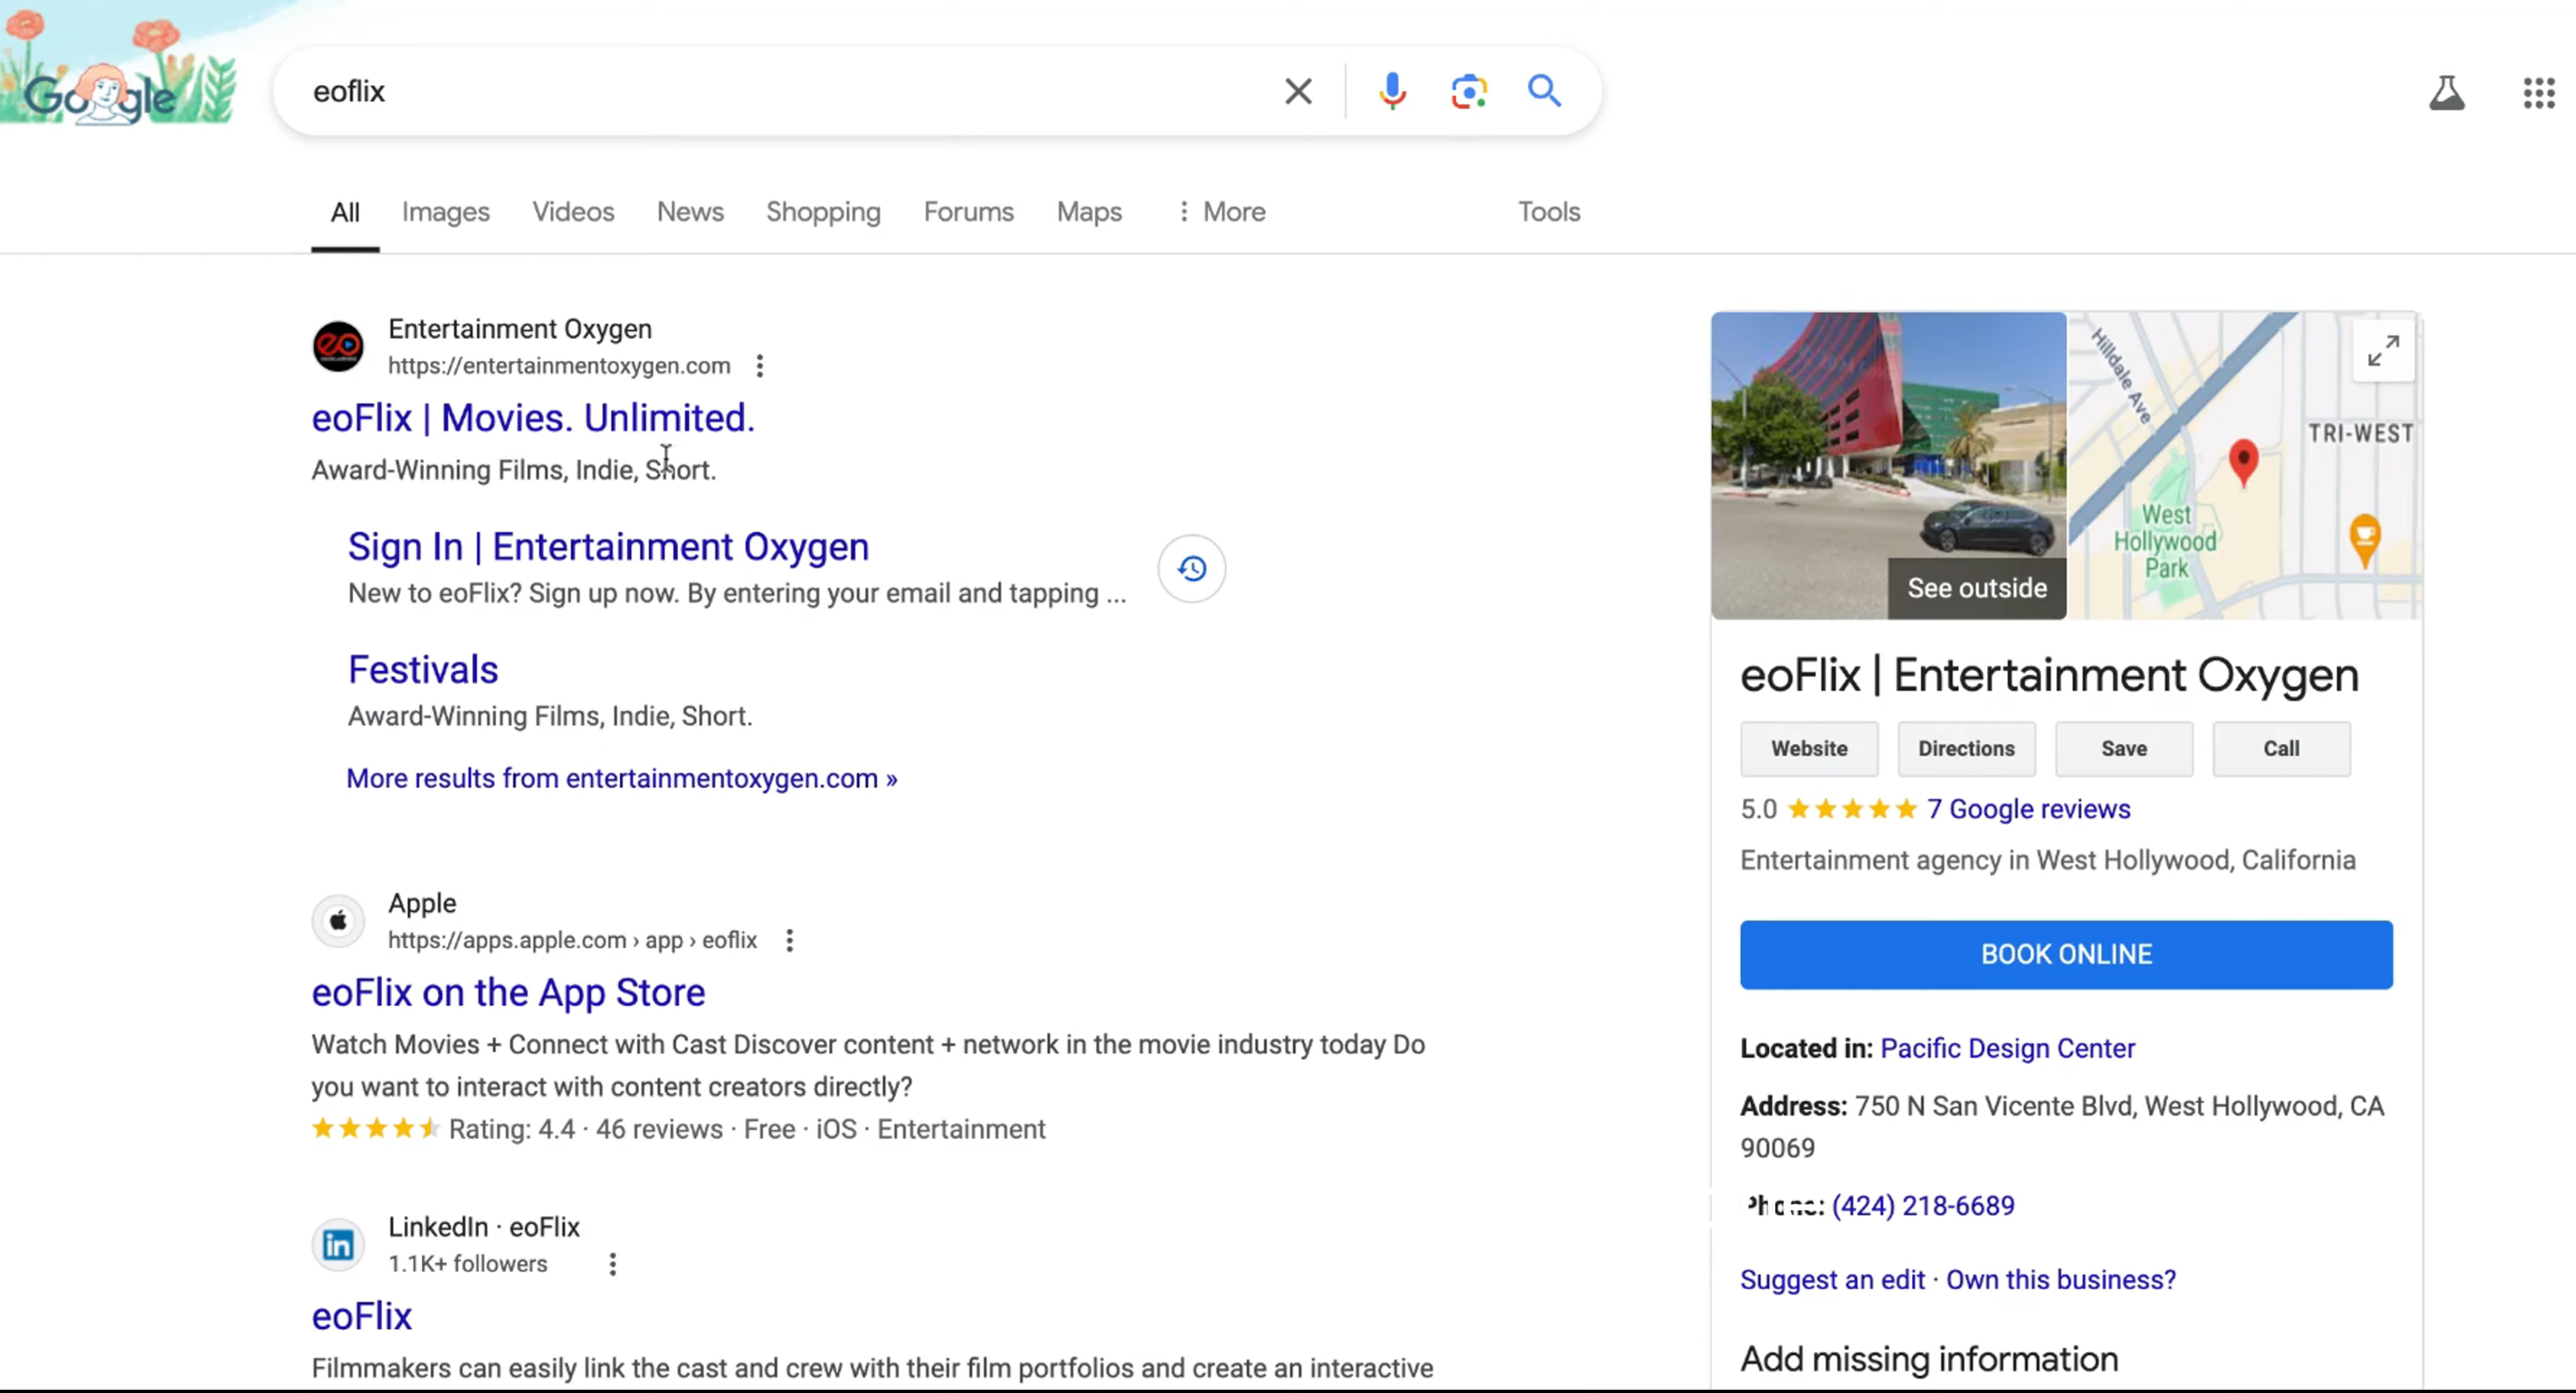 Google
eoflix
All Images Videos News Shopping Forums Maps More Tools
Entertainment Oxygen
https://entertainmentoxygen.com
eoFlix | Movies. Unlimited.
Award-Winning Films, Indie, Short.
Sign In | Entertainment Oxygen
New to eoFlix? Sign up now. By entering your email and tapping ...
Festivals
Award-Winning Films, Indie, Short.
More results from entertainmentoxygen.com »
Apple
https://apps.apple.com › app › eoflix
eoFlix on the App Store
Watch Movies + Connect with Cast Discover content + network in the movie industry today Do
you want to interact with content creators directly?
Rating: 4.4 · 46 reviews · Free · iOS · Entertainment
LinkedIn · eoFlix
1.1K+ followers
eoFlix
Filmmakers can easily link the cast and crew with their film portfolios and create an interactive
See outside
Hilldale Ave
TRI-WEST
West
Hollywood
Park
eoFlix | Entertainment Oxygen
Website Directions Save Call
5.0 7 Google reviews
Entertainment agency in West Hollywood, California
BOOK ONLINE
Located in: Pacific Design Center
Address: 750 N San Vicente Blvd, West Hollywood, CA
90069
(424) 218-6689
Suggest an edit · Own this business?
Add missing information